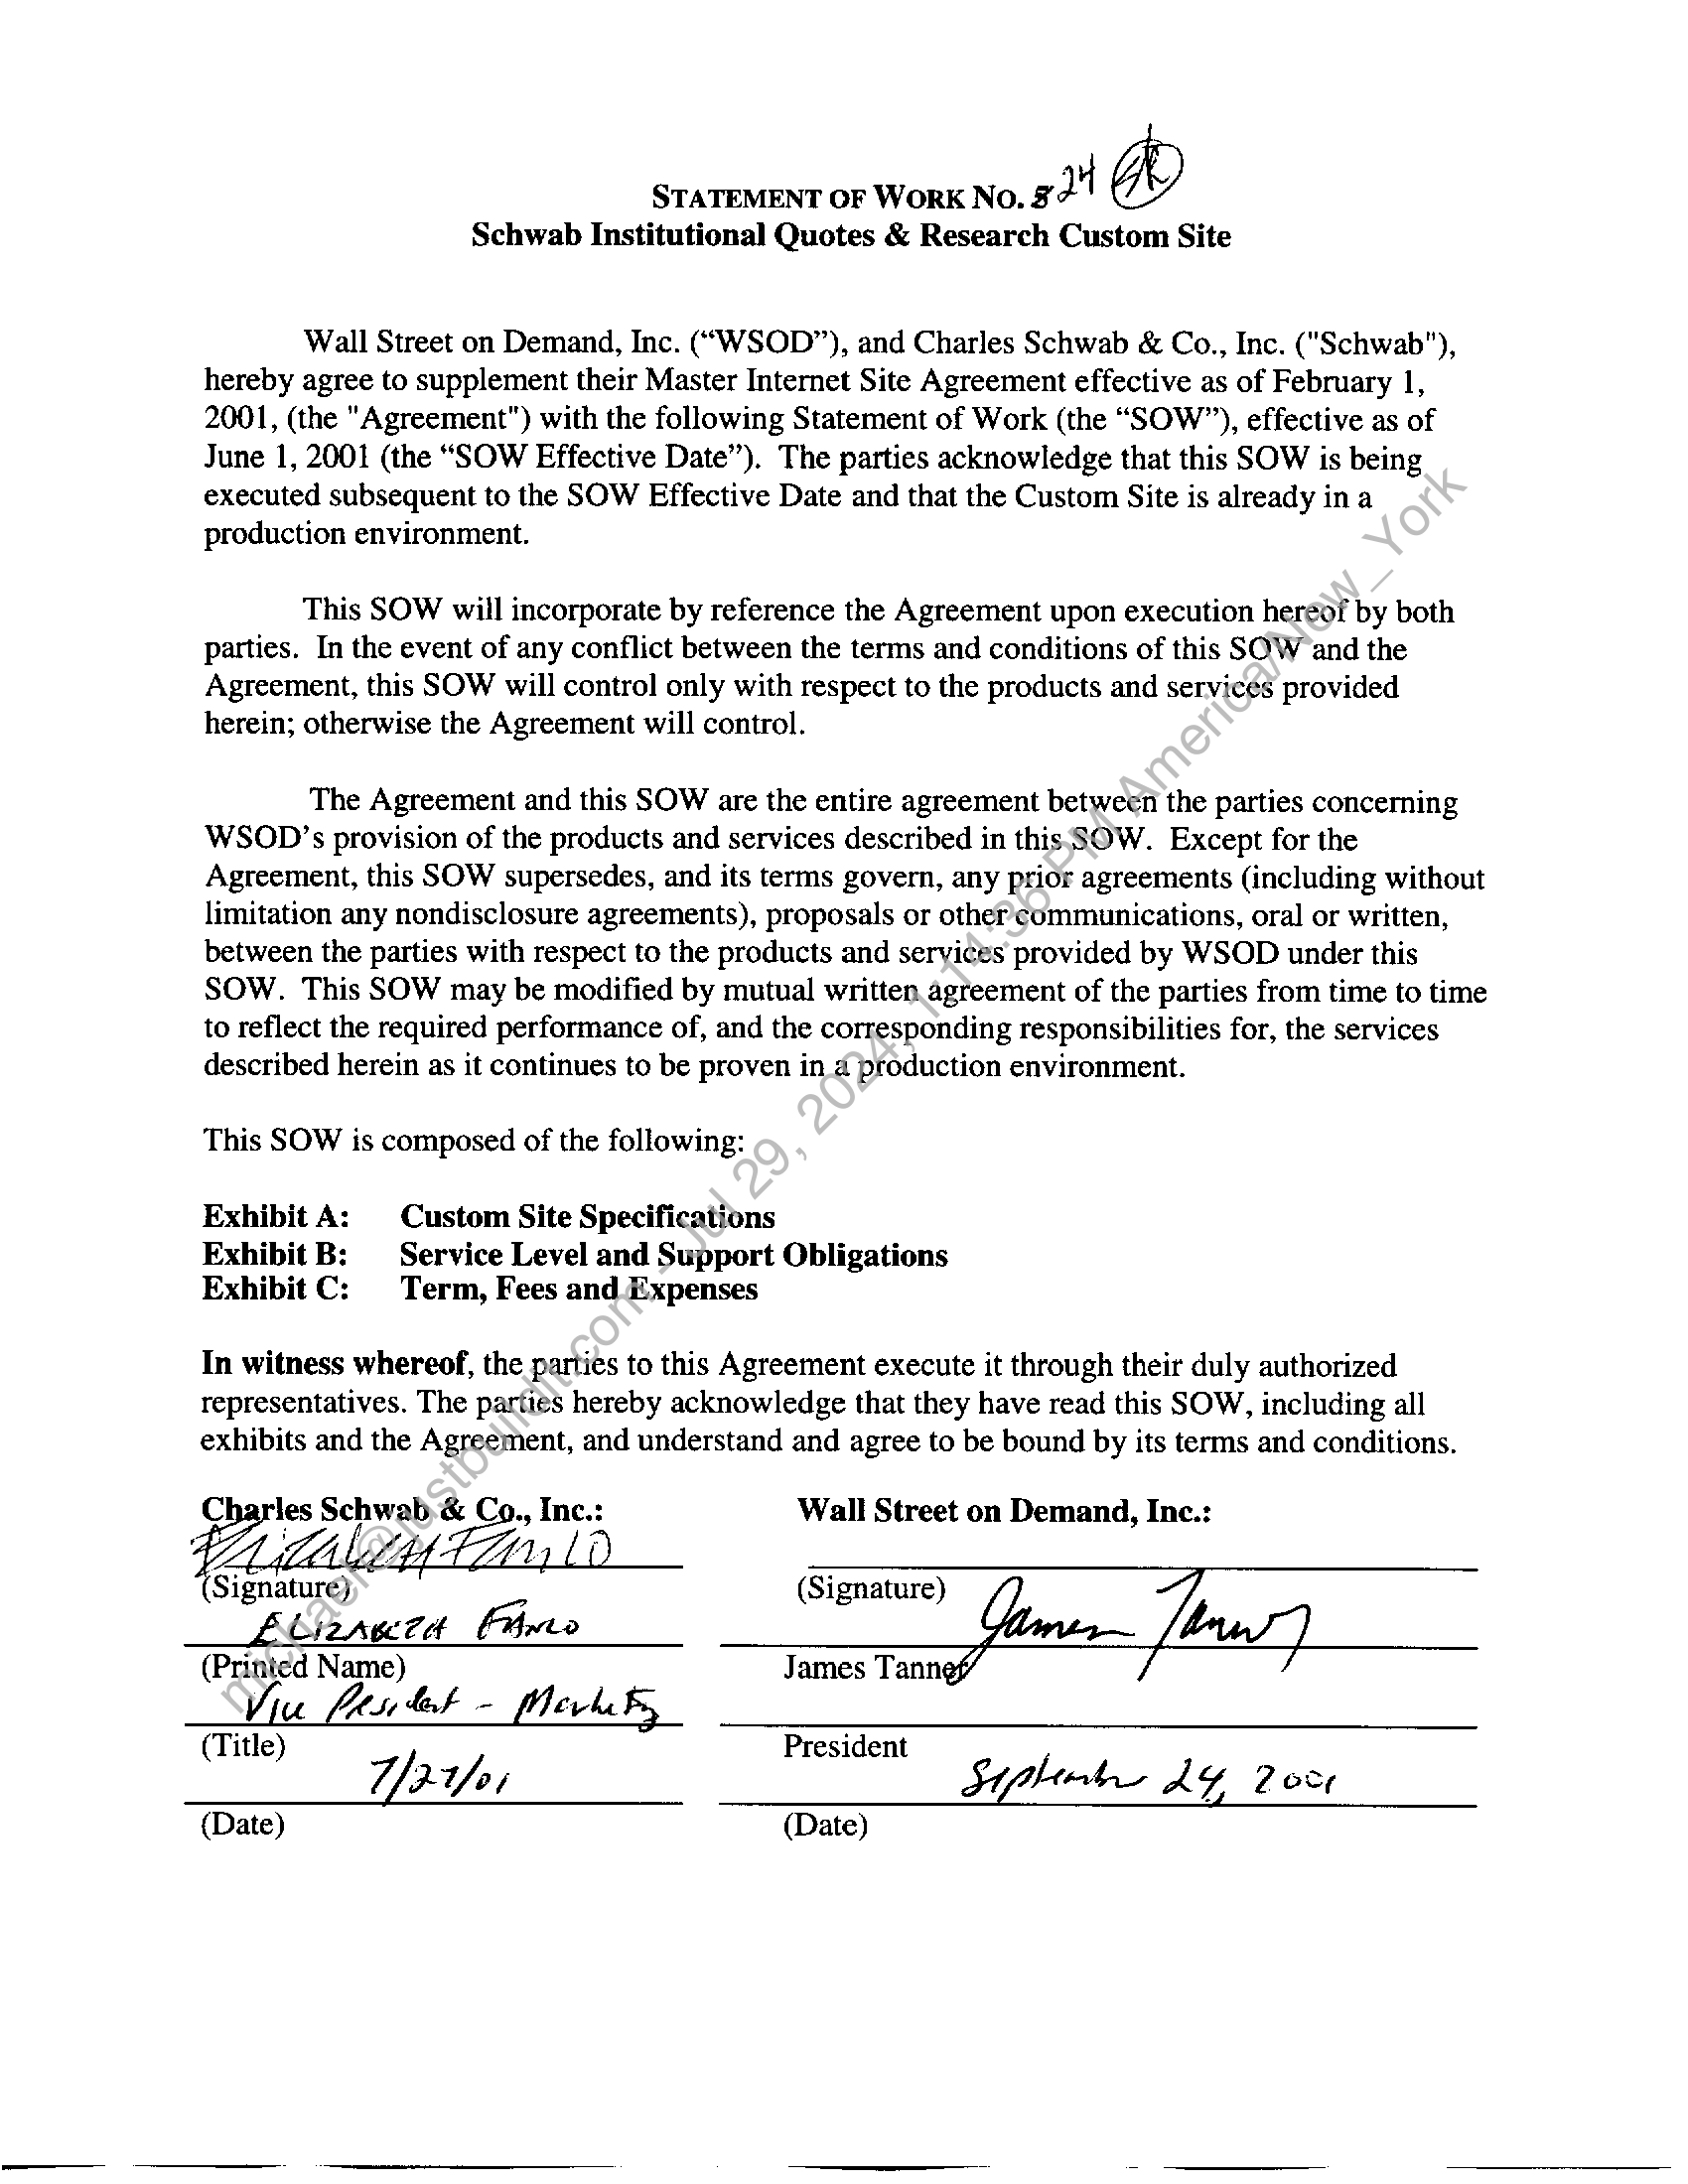 STATEMENT OF WORK NO. 8 24
Schwab Institutional Quotes & Research Custom Site
Wall Street on Demand, Inc. (“WSOD”), and Charles Schwab & Co., Inc. ("Schwab"),
hereby agree to supplement their Master Internet Site Agreement effective as of February 1,
2001, (the "Agreement") with the following Statement of Work (the “SOW”), effective as of
June 1, 2001 (the “SOW Effective Date”). The parties acknowledge that this SOW is being
executed subsequent to the SOW Effective Date and that the Custom Site is already in a
production environment.
This SOW will incorporate by reference the Agreement upon execution hereof by both
parties. In the event of any conflict between the terms and conditions of this SOW and the
Agreement, this SOW will control only with respect to the products and services provided
herein; otherwise the Agreement will control.
The Agreement and this SOW are the entire agreement between the parties concerning
WSOD’s provision of the products and services described in this SOW. Except for the
Agreement, this SOW supersedes, and its terms govern, any prior agreements (including without
limitation any nondisclosure agreements), proposals or other communications, oral or written,
between the parties with respect to the products and services provided by WSOD under this
SOW. This SOW may be modified by mutual written agreement of the parties from time to time
to reflect the required performance of, and the corresponding responsibilities for, the services
described herein as it continues to be proven in a production environment.
This SOW is composed of the following:
Exhibit A: Custom Site Specifications
Exhibit B: Service Level and Support Obligations
Exhibit C: Term, Fees and Expenses
In witness whereof, the parties to this Agreement execute it through their duly authorized
representatives. The parties hereby acknowledge that they have read this SOW, including all
exhibits and the Agreement, and understand and agree to be bound by its terms and conditions.
Charles Schwab & Co., Inc.: Wall Street on Demand, Inc.:
(Signature) (Signature) James Tanner
ELIZABETH
(Printed Name) James Tanner
Vice President - Marketing
(Title) President
7/27/01 September 24, 2001
(Date) (Date)
michael@justbuildit.com - Jul 29, 2024, 1:14:36 PM America/New_York